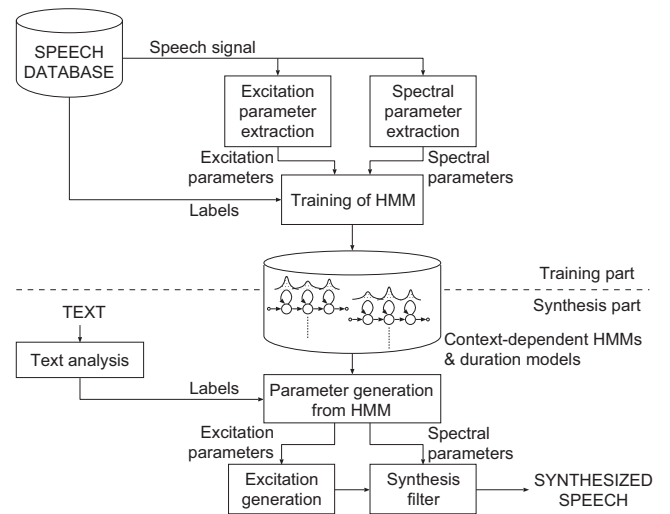 SPEECH
DATABASE
Speech signal
Excitation
parameter
extraction
Spectral
parameter
extraction
Excitation
parameters
Spectral
parameters
Labels
Training of HMM
Training part
Synthesis part
TEXT
Text analysis
Context-dependent HMMs
& duration models
Labels
Parameter generation
from HMM
Excitation
parameters
Spectral
parameters
Excitation
generation
Synthesis
filter
SYNTHESIZED
SPEECH